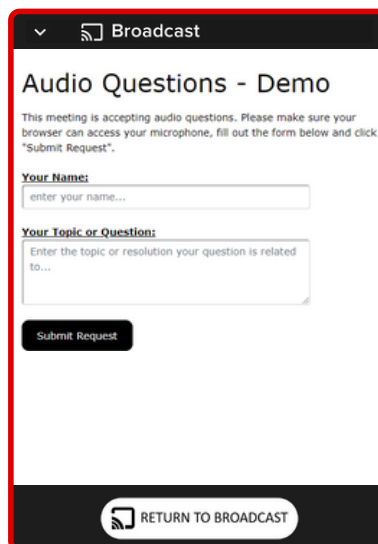 Broadcast
Audio Questions - Demo
This meeting is accepting audio questions. Please make sure your
browser can access your microphone, fill out the form below and click
"Submit Request".
Your Name:
enter your name...
Your Topic or Question:
Enter the topic or resolution your question is related
to...
Submit Request
RETURN TO BROADCAST